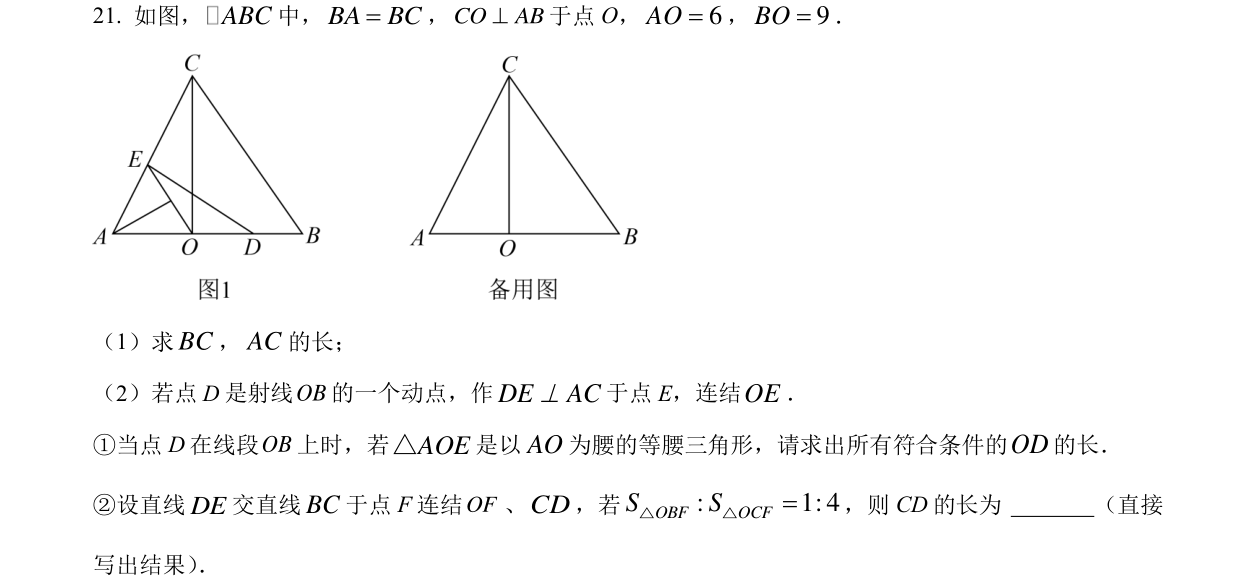 21. 如图，□ABC 中，BA = BC，CO ⊥ AB 于点 O，AO = 6，BO = 9．
C C
E
A O D B A O B
图1 备用图
（1）求 BC，AC 的长；
（2）若点 D 是射线 OB 的一个动点，作 DE ⊥ AC 于点 E，连结 OE．
①当点 D 在线段 OB 上时，若 △AOE 是以 AO 为腰的等腰三角形，请求出所有符合条件的 OD 的长．
②设直线 DE 交直线 BC 于点 F 连结 OF 、CD，若 S△OBF : S△OCF = 1:4，则 CD 的长为 ________（直接
写出结果）．